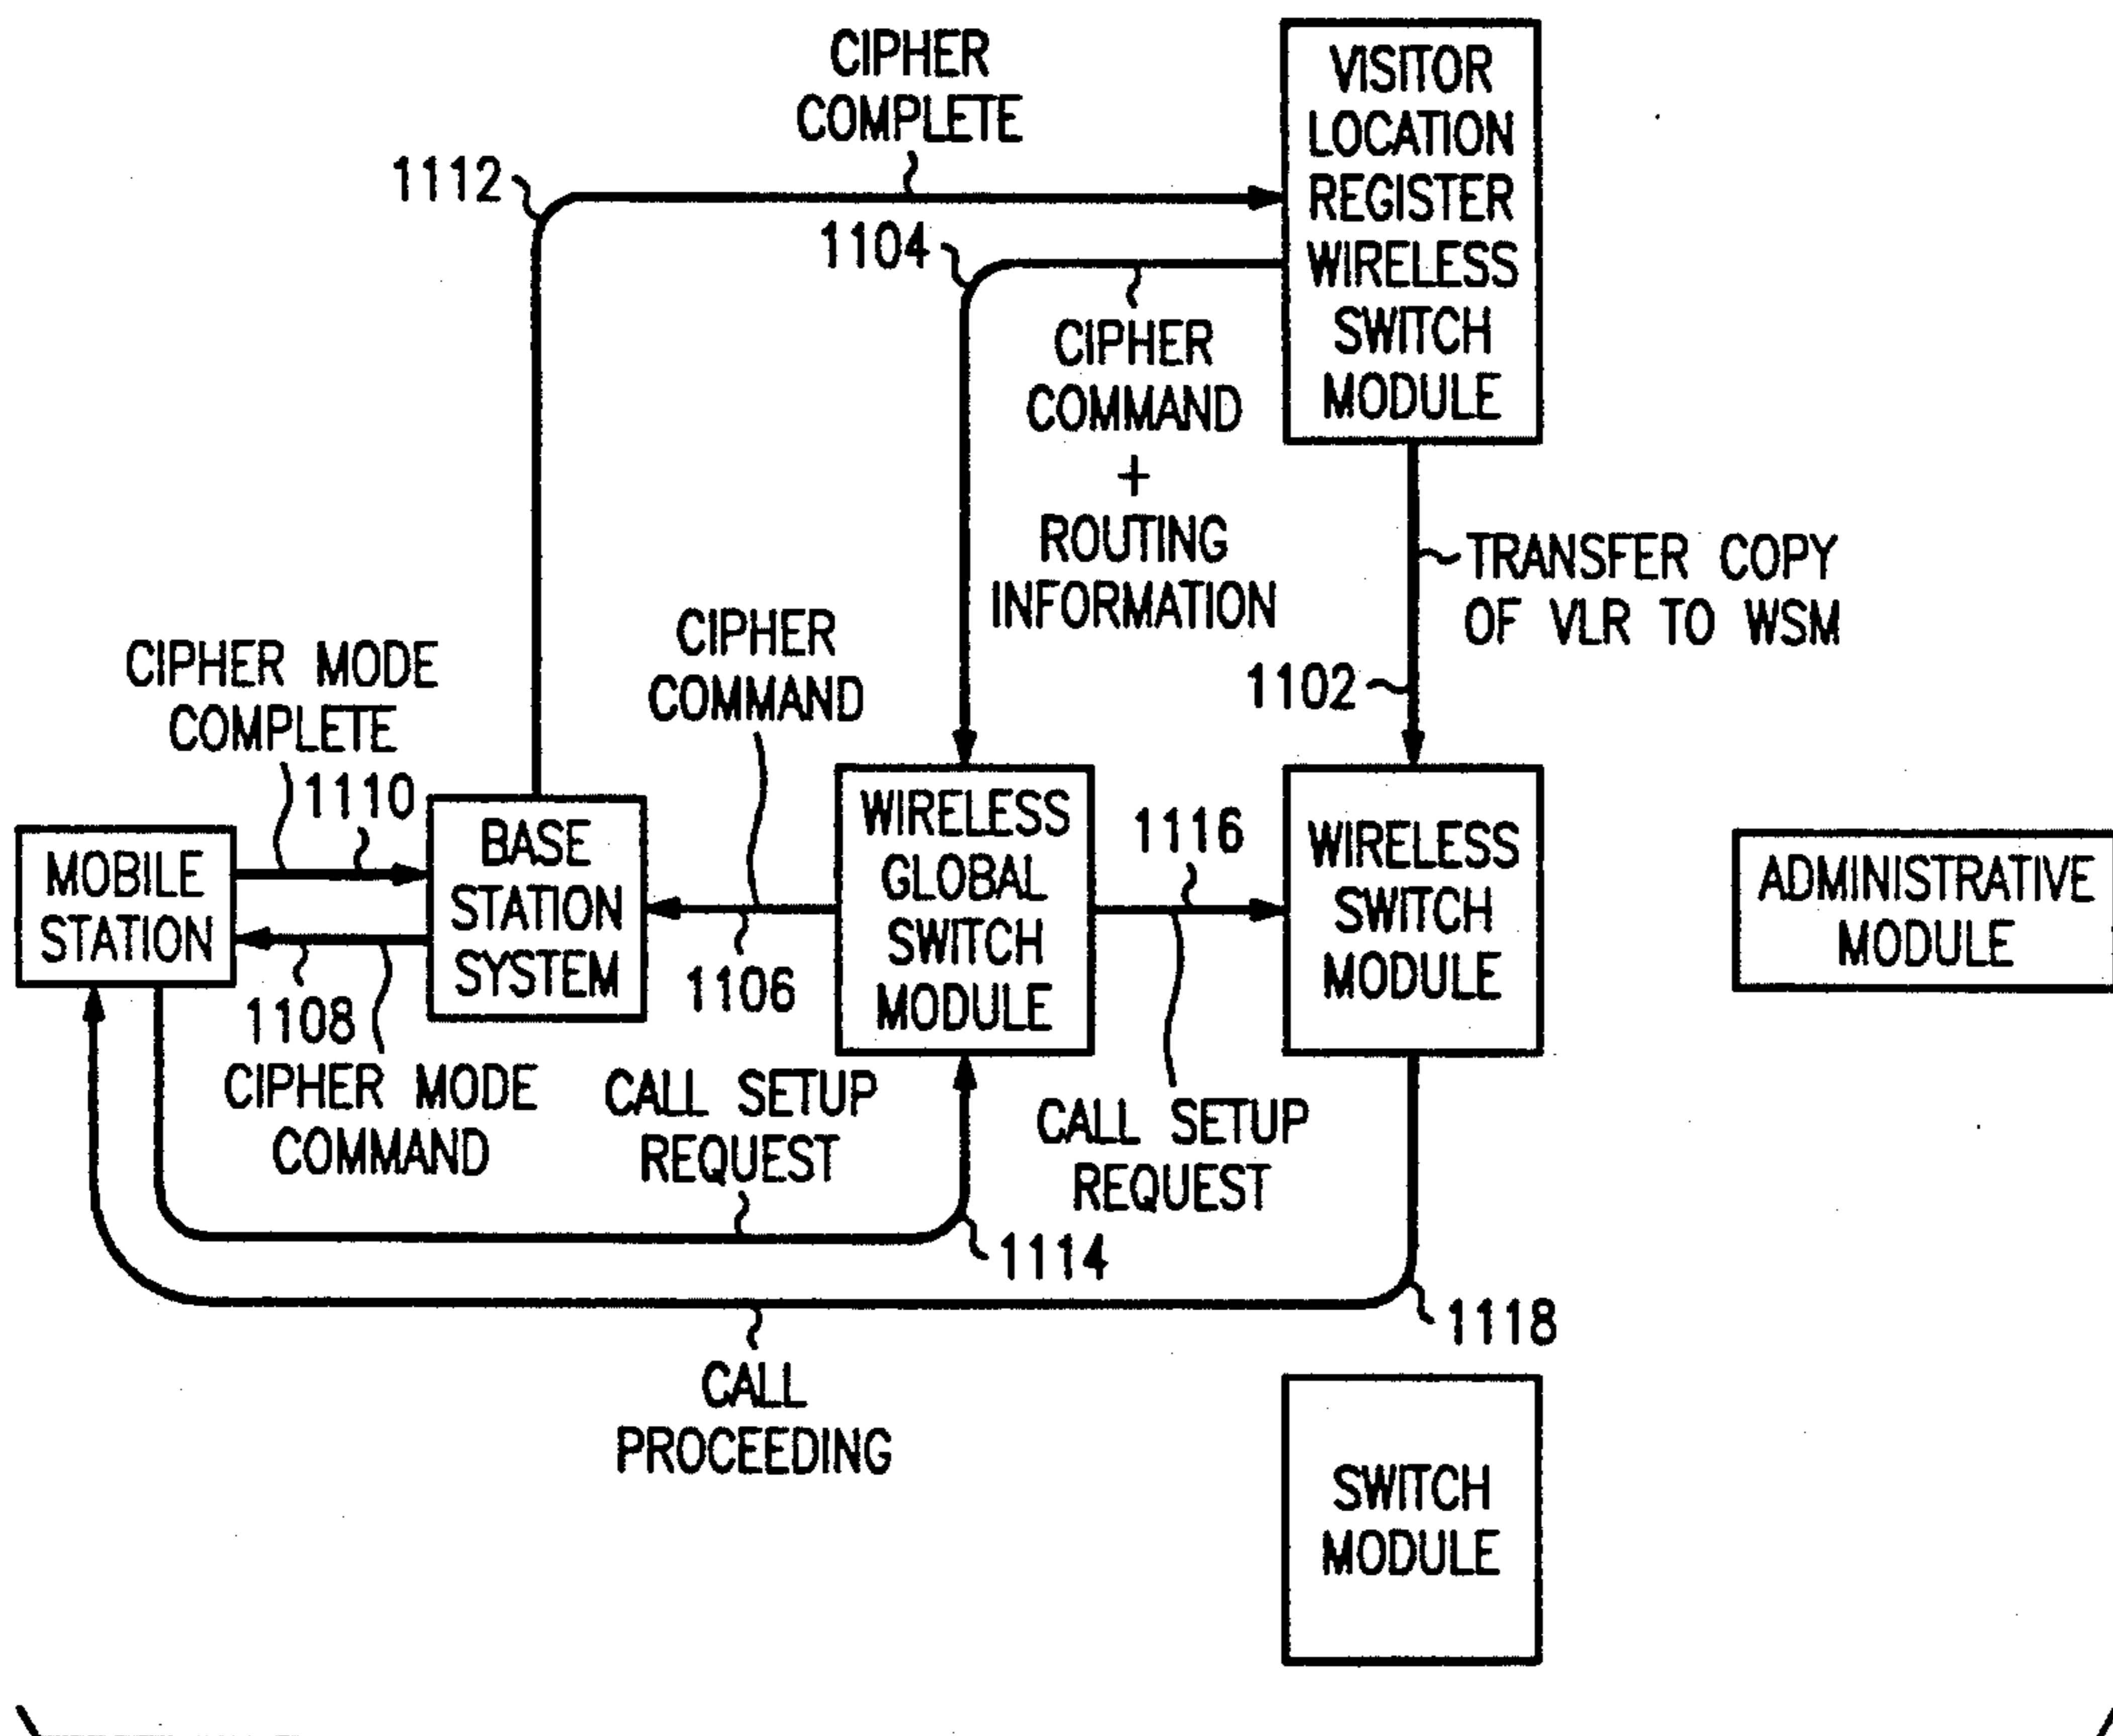 CIPHER
COMPLETE
1112
VISITOR
LOCATION
REGISTER
WIRELESS
SWITCH
MODULE
1104
CIPHER
COMMAND
+
ROUTING
INFORMATION
TRANSFER COPY
OF VLR TO WSM
1102
CIPHER
COMMAND
CIPHER MODE
COMPLETE
1110
MOBILE
STATION
BASE
STATION
SYSTEM
WIRELESS
GLOBAL
SWITCH
MODULE
1116
WIRELESS
SWITCH
MODULE
ADMINISTRATIVE
MODULE
1106
1108
CIPHER MODE
COMMAND
CALL SETUP
REQUEST
CALL SETUP
REQUEST
1114
1118
CALL
PROCEEDING
SWITCH
MODULE